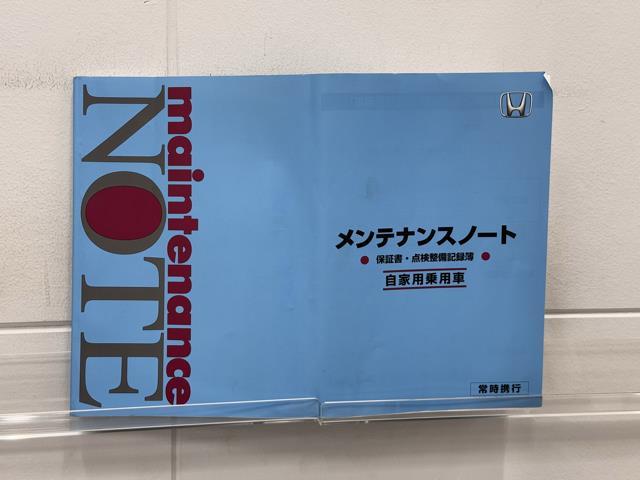 maintenance
NOTE
メンテナンスノート
保証書・点検整備記録簿
自家用乗用車
常時携行